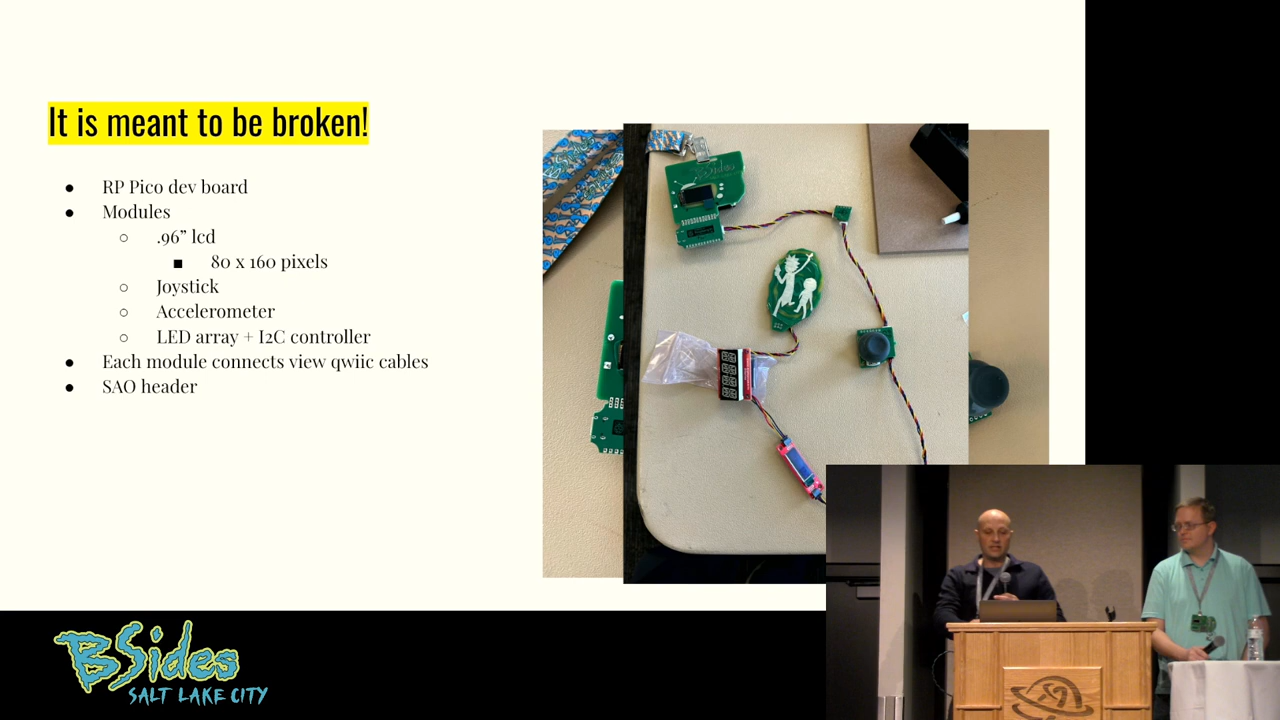 It is meant to be broken!
● RP Pico dev board
● Modules
○ .96” lcd
■ 80 x 160 pixels
○ Joystick
○ Accelerometer
○ LED array + I2C controller
● Each module connects view qwiic cables
● SAO header
BSides
BSides
SALT LAKE CITY